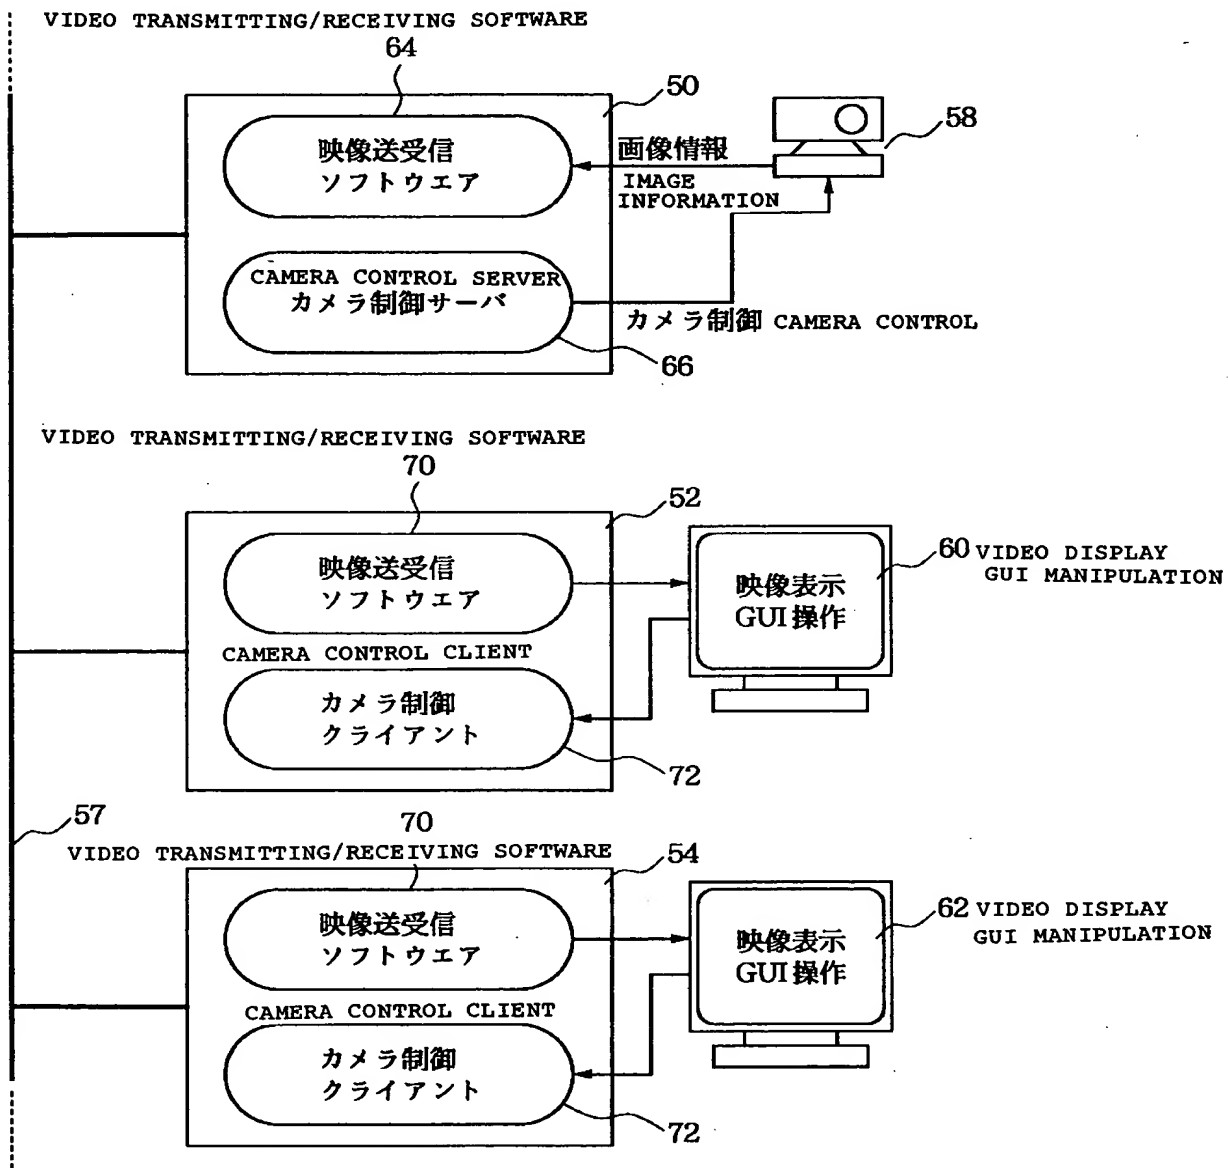 VIDEO TRANSMITTING/RECEIVING SOFTWARE
64
50
58
映像送受信
ソフトウエア
画像情報
IMAGE
INFORMATION
CAMERA CONTROL SERVER
カメラ制御サーバ
カメラ制御 CAMERA CONTROL
66
VIDEO TRANSMITTING/RECEIVING SOFTWARE
70
52
映像送受信
ソフトウエア
60 VIDEO DISPLAY
GUI MANIPULATION
映像表示
GUI操作
CAMERA CONTROL CLIENT
カメラ制御
クライアント
72
57
70
VIDEO TRANSMITTING/RECEIVING SOFTWARE
54
映像送受信
ソフトウエア
62 VIDEO DISPLAY
GUI MANIPULATION
映像表示
GUI操作
CAMERA CONTROL CLIENT
カメラ制御
クライアント
72